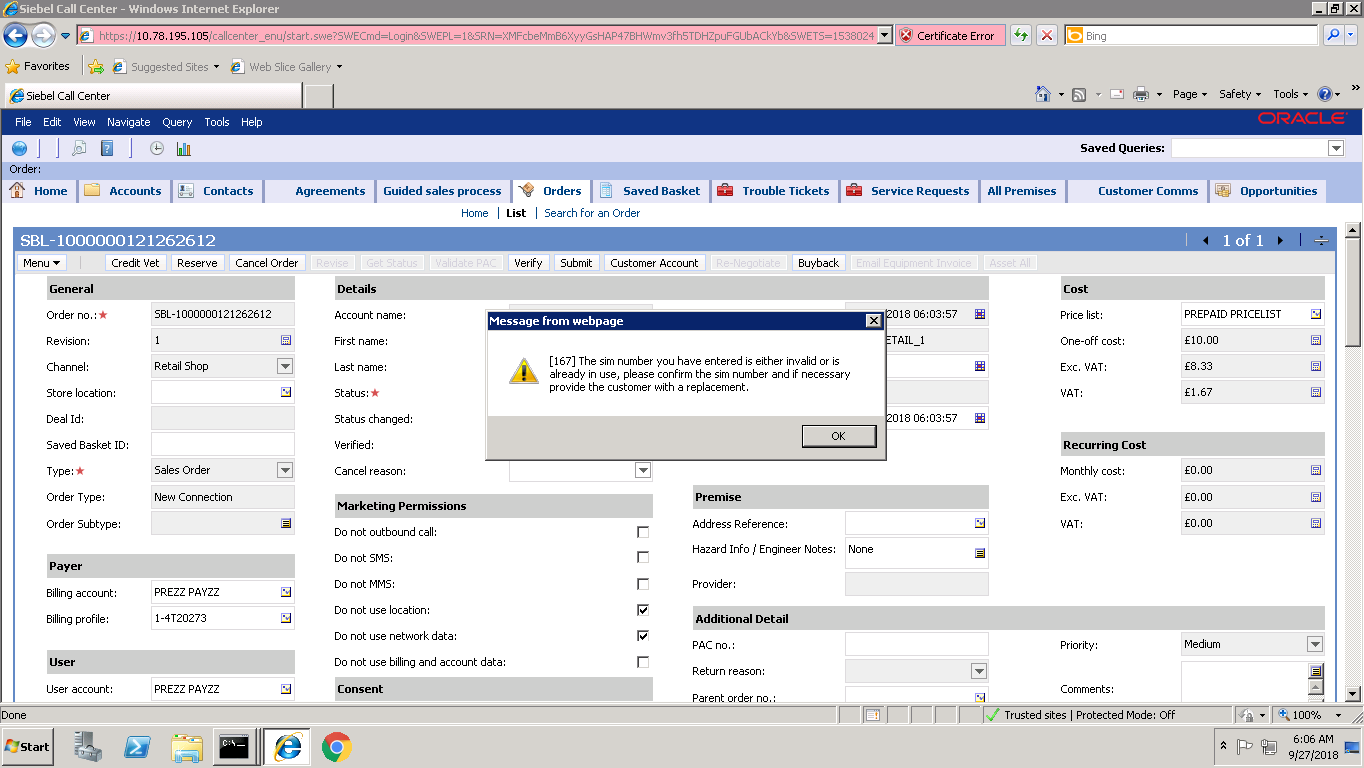 Siebel Call Center - Windows Internet Explorer
https://10.78.195.105/callcenter_enu/start.swe?SWECmd=Login&SWEPL=1&SRN=XMFcbeMmB6XyyGsHAP47BHWmv3fh5TDHZpuFGUbACkYb&SWETS=1538024 Certificate Error Bing
Favorites Suggested Sites Web Slice Gallery
Siebel Call Center Page Safety Tools
File Edit View Navigate Query Tools Help ORACLE
Saved Queries:
Order:
Home Accounts Contacts Agreements Guided sales process Orders Saved Basket Trouble Tickets Service Requests All Premises Customer Comms Opportunities
Home List Search for an Order
SBL-1000000121262612 1 of 1
Menu Credit Vet Reserve Cancel Order Revise Get Status Validate PAC Verify Submit Customer Account Re-Negotiate Buyback Email Equipment Invoice Asset All
General Details Cost
Order no.: SBL-1000000121262612 Account name: 2018 06:03:57 Price list: PREPAID PRICELIST
Revision: 1 First name: ETAIL_1 One-off cost: £10.00
Channel: Retail Shop Last name: Exc. VAT: £8.33
Store location: Status: VAT: £1.67
Deal Id: Status changed: 2018 06:03:57
Saved Basket ID: Verified: Recurring Cost
Type: Sales Order Cancel reason: Monthly cost: £0.00
Order Type: New Connection Exc. VAT: £0.00
Order Subtype: VAT: £0.00
Message from webpage
[167] The sim number you have entered is either invalid or is
already in use, please confirm the sim number and if necessary
provide the customer with a replacement.
OK
Payer
Billing account: PREZZ PAYZZ
Billing profile: 1-4T20273
User
User account: PREZZ PAYZZ
Marketing Permissions
Do not outbound call:
Do not SMS:
Do not MMS:
Do not use location:
Do not use network data:
Do not use billing and account data:
Consent
Premise
Address Reference:
Hazard Info / Engineer Notes: None
Provider:
Additional Detail
PAC no.: Priority: Medium
Return reason:
Parent order no.: Comments:
Done Trusted sites | Protected Mode: Off 100%
Start C:\ 6:06 AM
9/27/2018